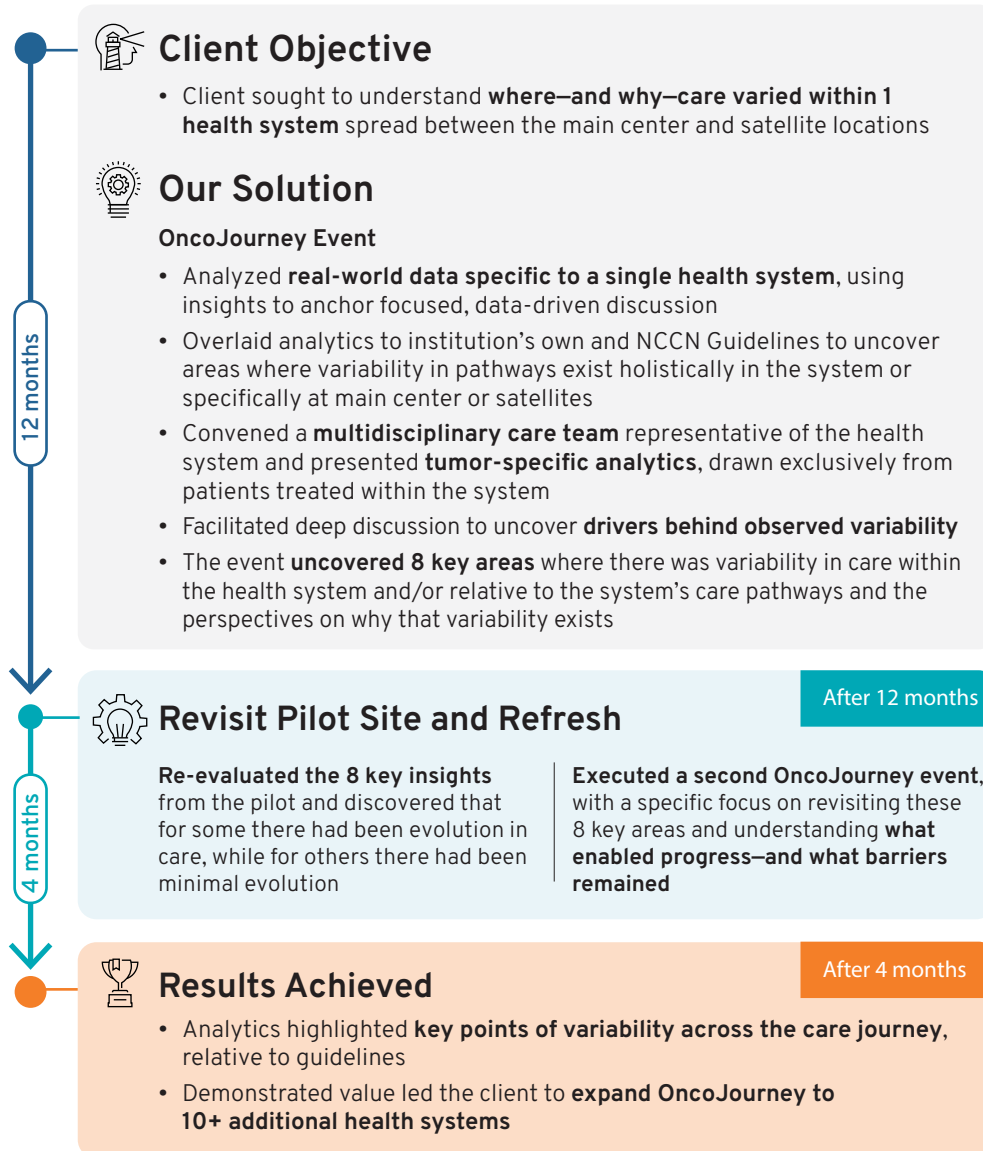 Client Objective
• Client sought to understand where—and why—care varied within 1
health system spread between the main center and satellite locations
Our Solution
OncoJourney Event
• Analyzed real-world data specific to a single health system, using
insights to anchor focused, data-driven discussion
• Overlaid analytics to institution's own and NCCN Guidelines to uncover
areas where variability in pathways exist holistically in the system or
specifically at main center or satellites
• Convened a multidisciplinary care team representative of the health
system and presented tumor-specific analytics, drawn exclusively from
patients treated within the system
• Facilitated deep discussion to uncover drivers behind observed variability
• The event uncovered 8 key areas where there was variability in care within
the health system and/or relative to the system's care pathways and the
perspectives on why that variability exists
12 months
After 12 months
Revisit Pilot Site and Refresh
Re-evaluated the 8 key insights
from the pilot and discovered that
for some there had been evolution in
care, while for others there had been
minimal evolution
Executed a second OncoJourney event,
with a specific focus on revisiting these
8 key areas and understanding what
enabled progress—and what barriers
remained
4 months
After 4 months
Results Achieved
• Analytics highlighted key points of variability across the care journey,
relative to guidelines
• Demonstrated value led the client to expand OncoJourney to
10+ additional health systems